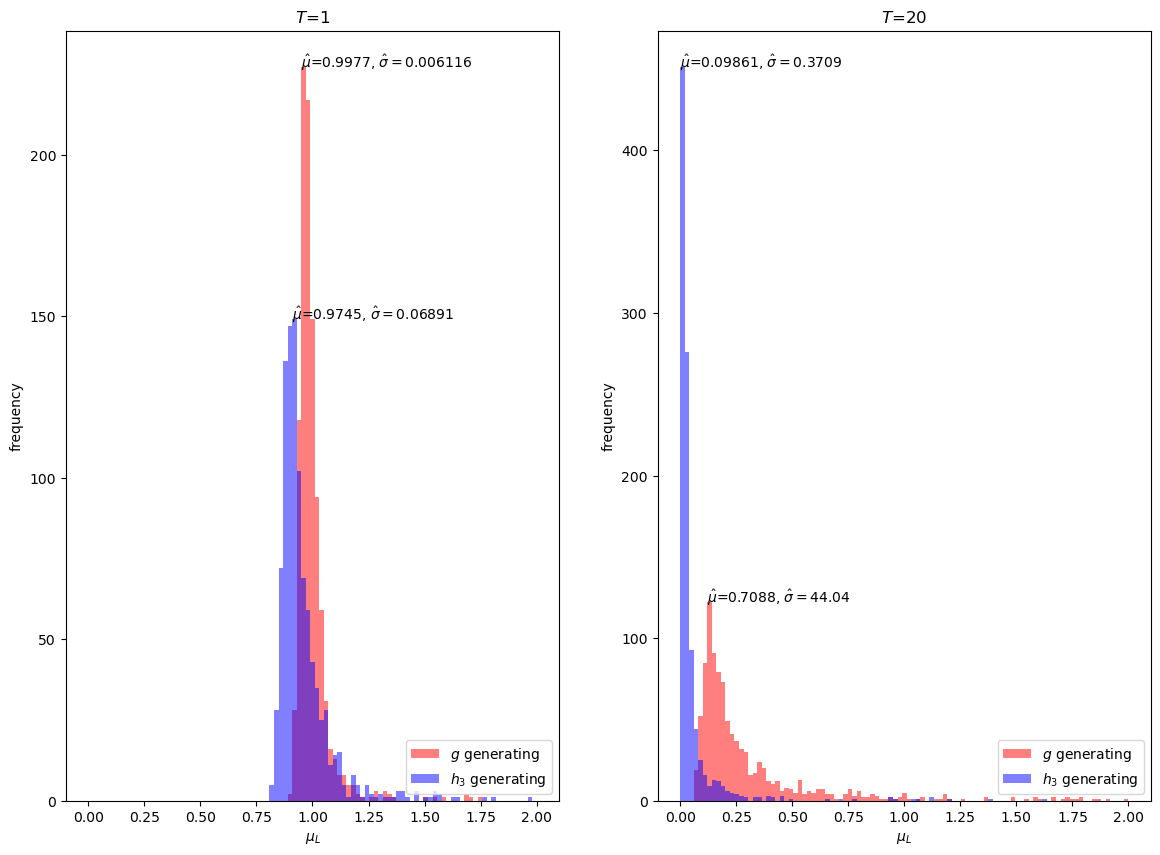 T=1
μ̂=0.9977, σ̂ = 0.006116
μ̂=0.9745, σ̂ = 0.06891
frequency
200
150
100
50
0
0.00 0.25 0.50 0.75 1.00 1.25 1.50 1.75 2.00
μ_L
g generating
h₃ generating
T=20
μ̂=0.09861, σ̂ = 0.3709
μ̂=0.7088, σ̂ = 44.04
frequency
400
300
200
100
0
0.00 0.25 0.50 0.75 1.00 1.25 1.50 1.75 2.00
μ_L
g generating
h₃ generating